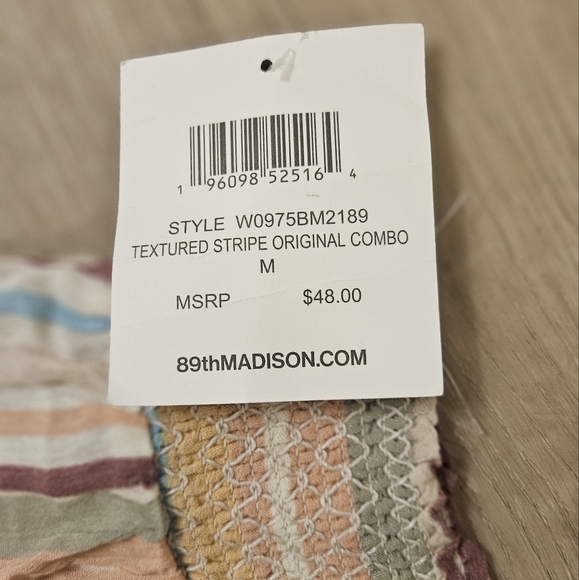 1 96098 52516 4
STYLE W0975BM2189
TEXTURED STRIPE ORIGINAL COMBO
M
MSRP $48.00
89thMADISON.COM